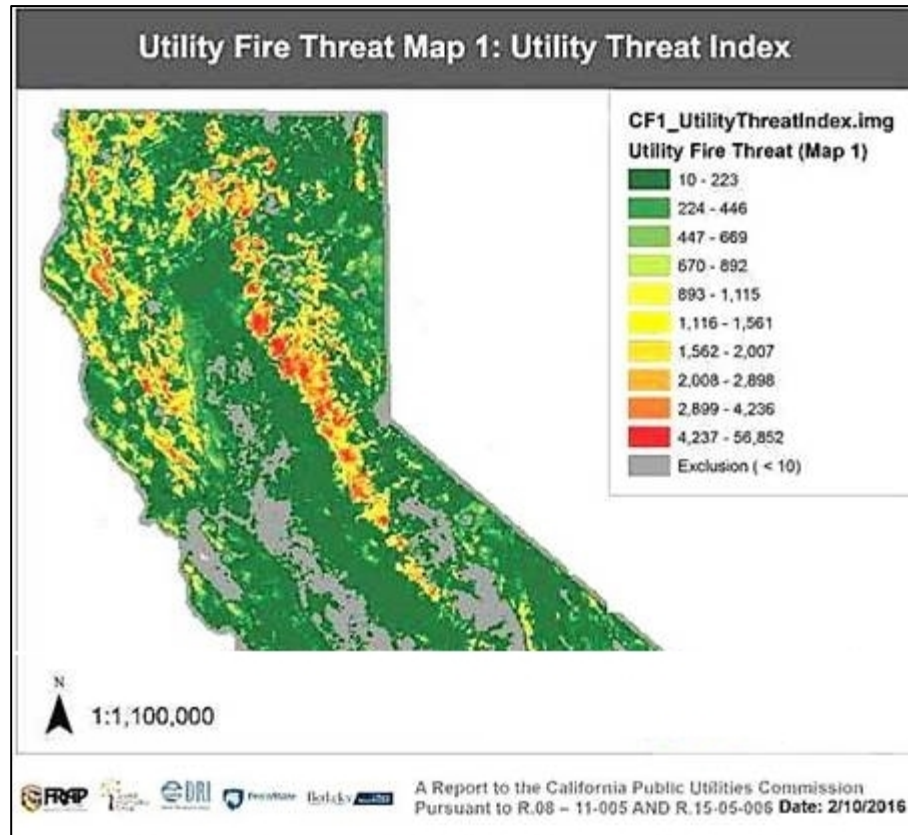 Utility Fire Threat Map 1: Utility Threat Index
CF1_UtilityThreatIndex.img
Utility Fire Threat (Map 1)
10 - 223
224 - 446
447 - 669
670 - 892
893 - 1,115
1,116 - 1,561
1,562 - 2,007
2,008 - 2,898
2,899 - 4,236
4,237 - 56,852
Exclusion ( < 10)
N
1:1,100,000
FRAP
DRI
PennState
Berkeley
A Report to the California Public Utilities Commission
Pursuant to R.08 – 11-005 AND R.15-05-006 Date: 2/10/2016